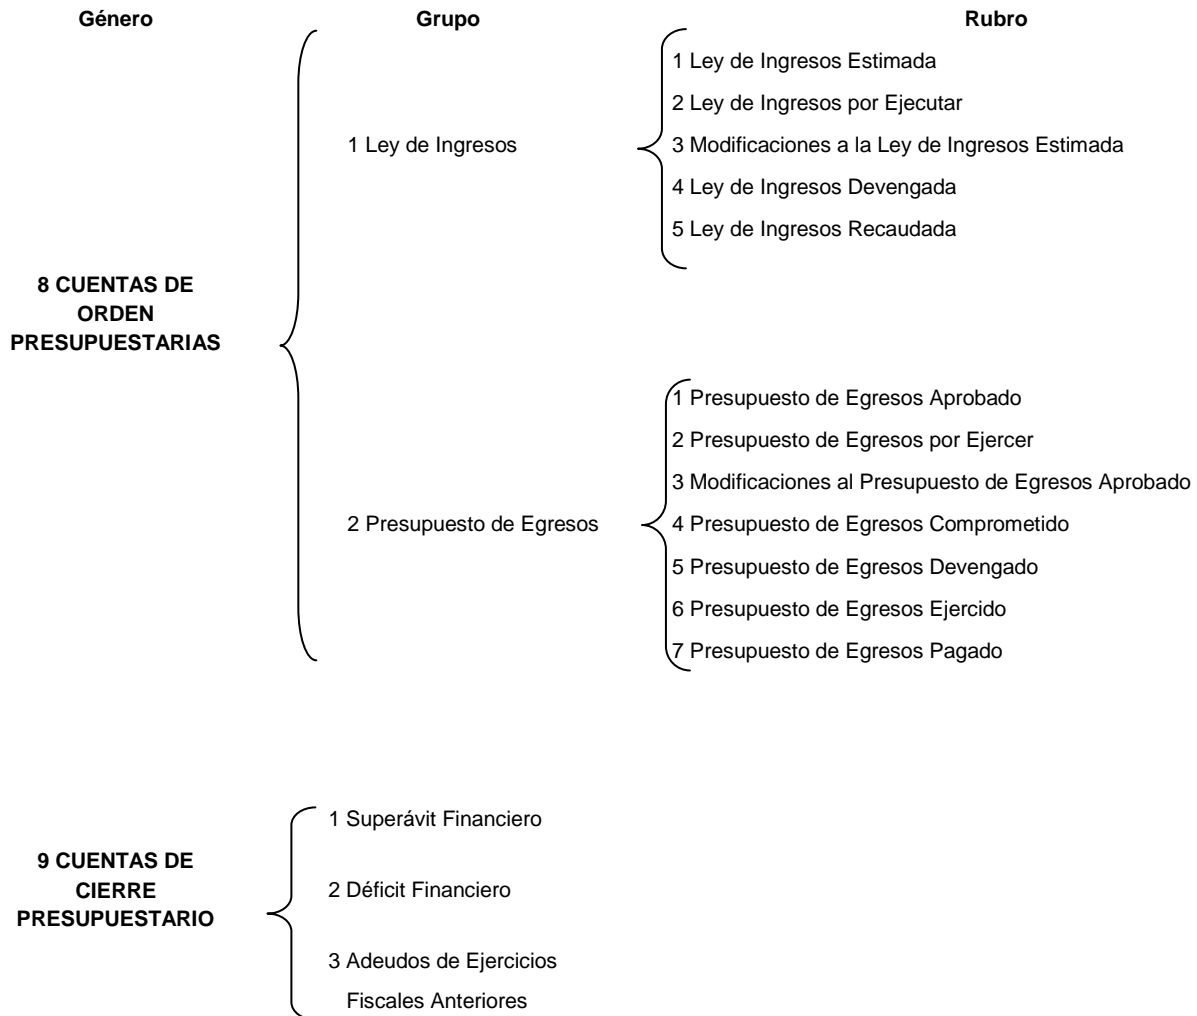 Género Grupo Rubro
1 Ley de Ingresos Estimada
2 Ley de Ingresos por Ejecutar
1 Ley de Ingresos
3 Modificaciones a la Ley de Ingresos Estimada
4 Ley de Ingresos Devengada
5 Ley de Ingresos Recaudada
8 CUENTAS DE
ORDEN
PRESUPUESTARIAS
1 Presupuesto de Egresos Aprobado
2 Presupuesto de Egresos por Ejercer
3 Modificaciones al Presupuesto de Egresos Aprobado
2 Presupuesto de Egresos
4 Presupuesto de Egresos Comprometido
5 Presupuesto de Egresos Devengado
6 Presupuesto de Egresos Ejercido
7 Presupuesto de Egresos Pagado
9 CUENTAS DE
CIERRE
PRESUPUESTARIO
1 Superávit Financiero
2 Déficit Financiero
3 Adeudos de Ejercicios
Fiscales Anteriores